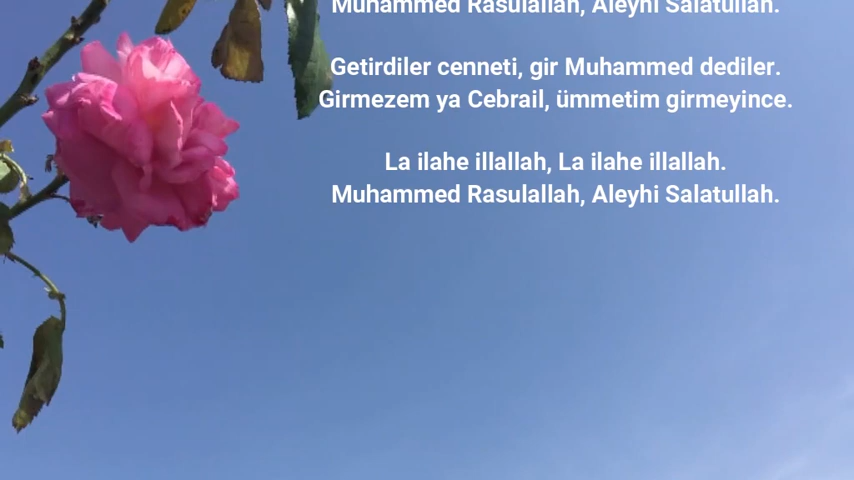 Muhammed Rasulallah, Aleyhi Salatullah.
Getirdiler cenneti, gir Muhammed dediler.
Girmezem ya Cebrail, ümmetim girmeyince.
La ilahe illallah, La ilahe illallah.
Muhammed Rasulallah, Aleyhi Salatullah.